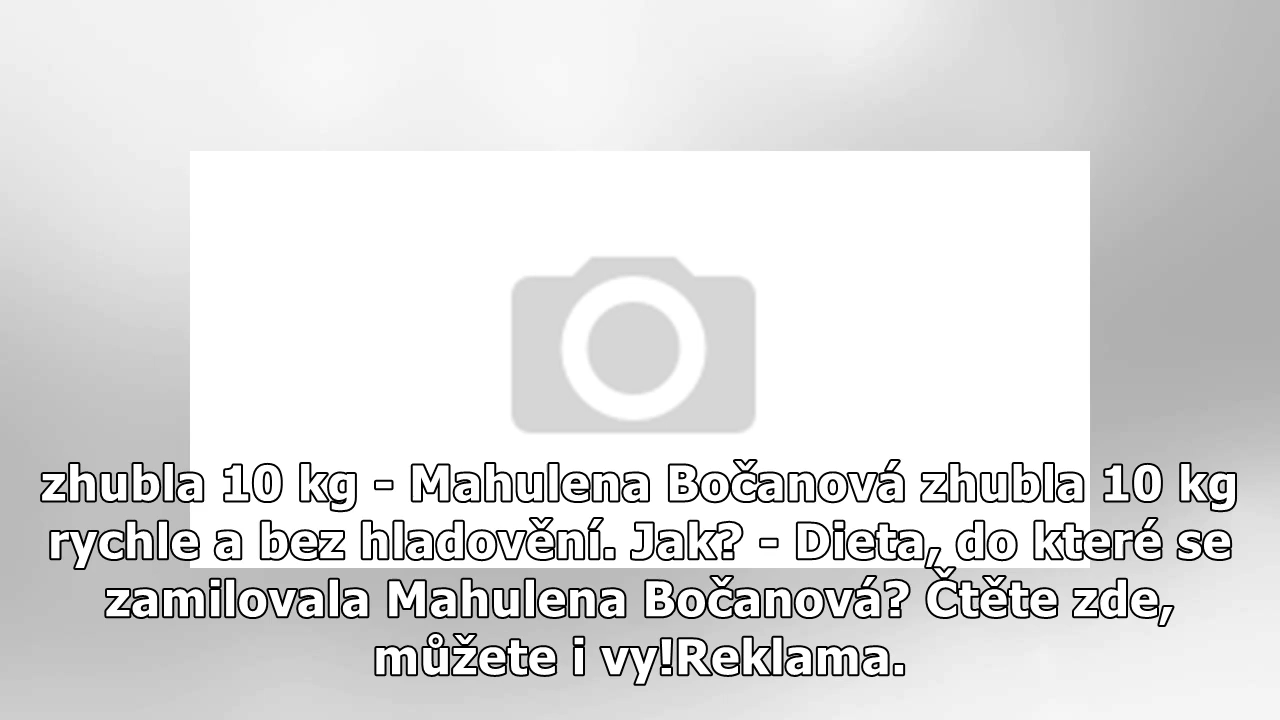 zhubla 10 kg - Mahulena Bočanová zhubla 10 kg
rychle a bez hladovění. Jak? - Dieta, do které se
zamilovala Mahulena Bočanová? Čtěte zde,
můžete i vy!Reklama.